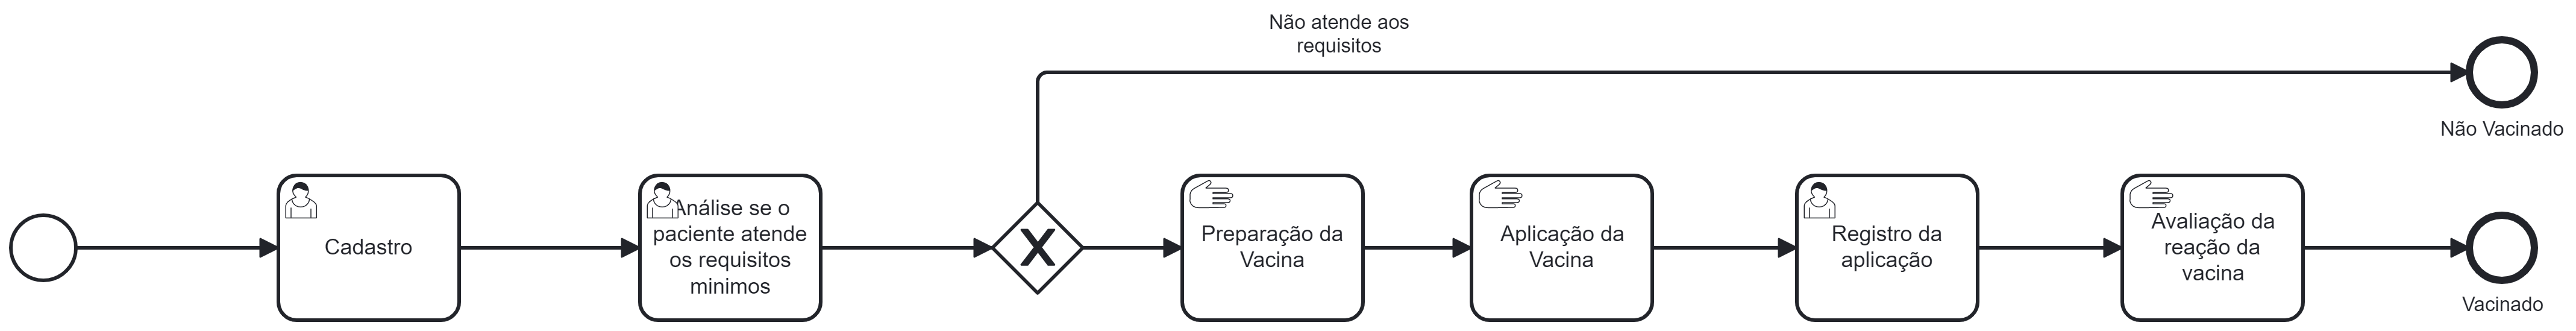 Não atende aos
requisitos
Não Vacinado
Cadastro
Análise se o
paciente atende
os requisitos
minimos
X
Preparação da
Vacina
Aplicação da
Vacina
Registro da
aplicação
Avaliação da
reação da
vacina
Vacinado